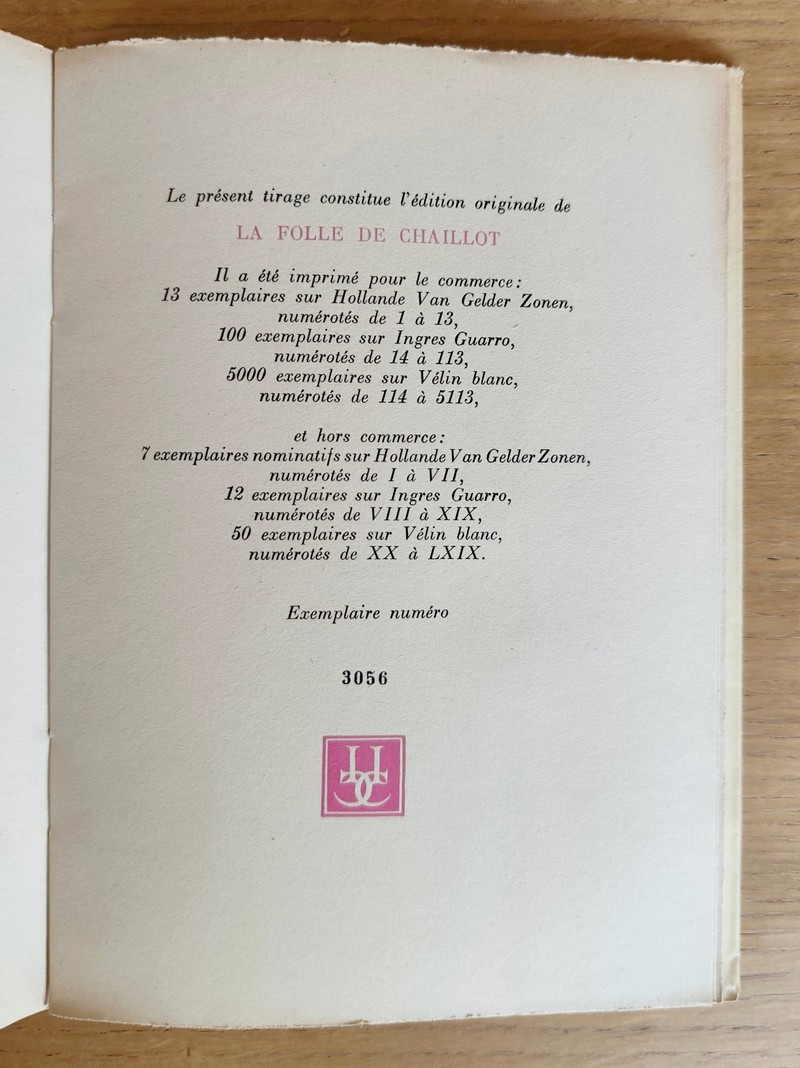 Le présent tirage constitue l'édition originale de
LA FOLLE DE CHAILLOT
Il a été imprimé pour le commerce :
13 exemplaires sur Hollande Van Gelder Zonen,
numérotés de 1 à 13,
100 exemplaires sur Ingres Guarro,
numérotés de 14 à 113,
5000 exemplaires sur Vélin blanc,
numérotés de 114 à 5113,
et hors commerce :
7 exemplaires nominatifs sur Hollande Van Gelder Zonen,
numérotés de I à VII,
12 exemplaires sur Ingres Guarro,
numérotés de VIII à XIX,
50 exemplaires sur Vélin blanc,
numérotés de XX à LXIX.
Exemplaire numéro
3056